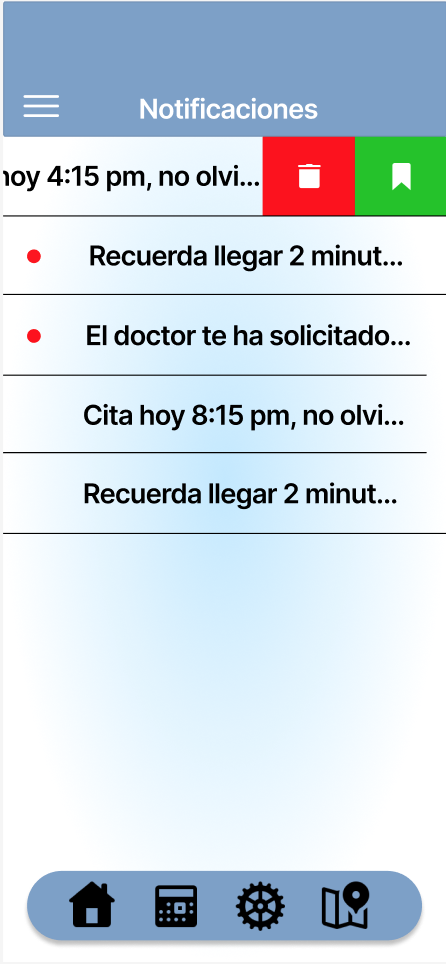 Notificaciones
hoy 4:15 pm, no olvi...
Recuerda llegar 2 minut...
El doctor te ha solicitado...
Cita hoy 8:15 pm, no olvi...
Recuerda llegar 2 minut...